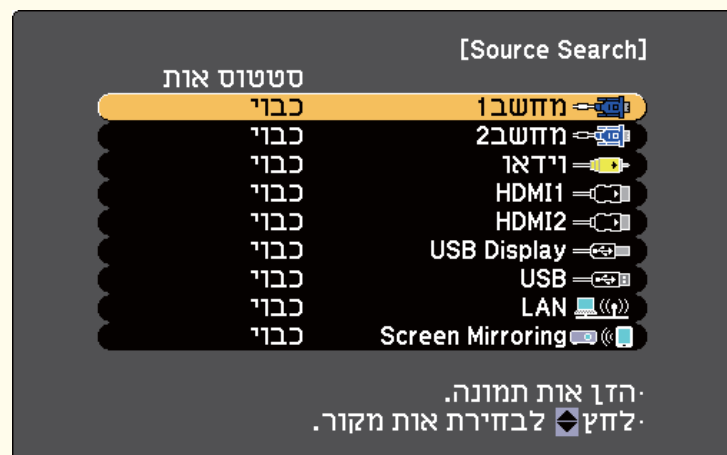 [Source Search]
סטטוס אות
מחשב1 כבוי
מחשב2 כבוי
וידאו כבוי
HDMI1 כבוי
HDMI2 כבוי
USB Display כבוי
USB כבוי
LAN כבוי
Screen Mirroring כבוי
·הזן אות תמונה.
·לחץ לבחירת אות מקור.